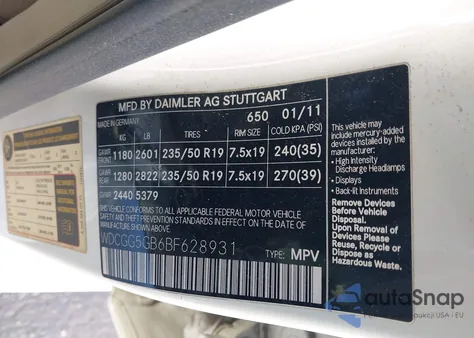 MFD BY DAIMLER AG STUTTGART
MADE IN GERMANY 650 01/11
KG LB TIRES RIM SIZE COLD KPA (PSI)
GAWR FRONT 1180 2601 235/50 R19 7.5x19 240(35)
GAWR REAR 1280 2822 235/50 R19 7.5x19 270(39)
2440 5379
THIS VEHICLE CONFORMS TO ALL APPLICABLE FEDERAL MOTOR VEHICLE
SAFETY AND THEFT PREVENTION STANDARDS IN EFFECT ON THE DATE
OF MANUFACTURE SHOWN ABOVE.
WDCGG5GB6BF628931
TYPE: MPV
This vehicle may
include mercury-added
devices installed
by the manufacturer:
• High Intensity
Discharge Headlamps
• Displays
• Back-lit Instruments
Remove Devices
Before Vehicle Disposal
Upon Removal of
Devices Please
Reuse, Recycle or
Dispose as
Hazardous Waste.
autoSnap
USA i EU